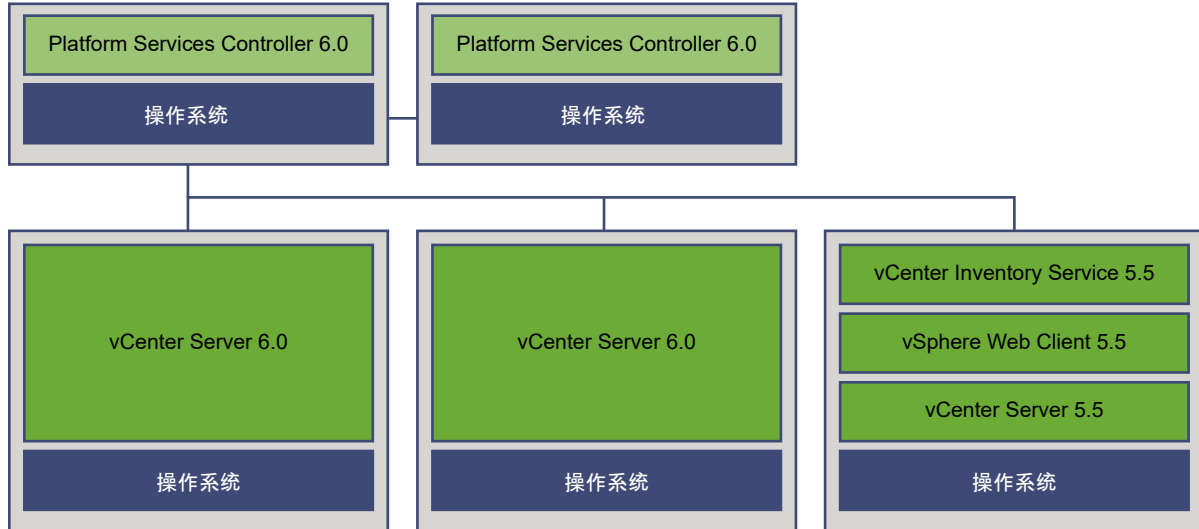 Platform Services Controller 6.0
操作系统
Platform Services Controller 6.0
操作系统
vCenter Server 6.0
操作系统
vCenter Server 6.0
操作系统
vCenter Inventory Service 5.5
vSphere Web Client 5.5
vCenter Server 5.5
操作系统